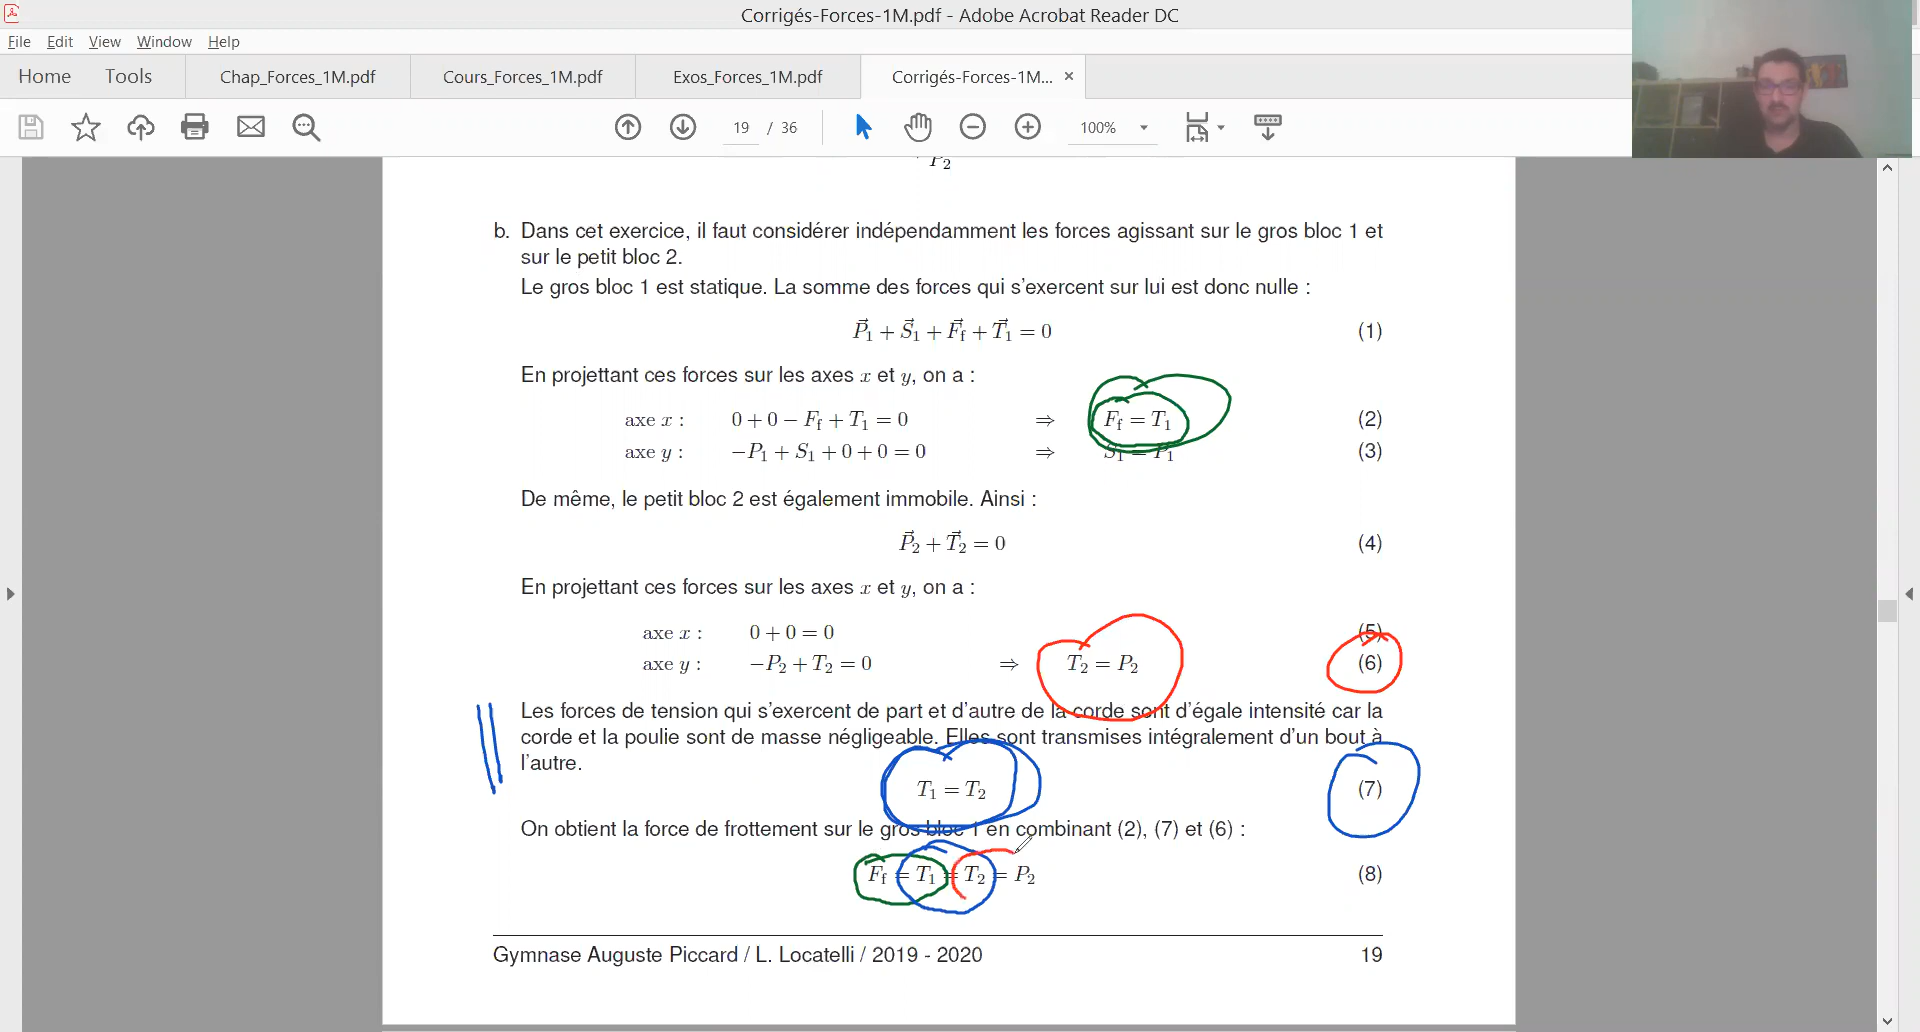 Corrigés-Forces-1M.pdf - Adobe Acrobat Reader DC
File Edit View Window Help
Home Tools Chap_Forces_1M.pdf Cours_Forces_1M.pdf Exos_Forces_1M.pdf Corrigés-Forces-1M... ×
19 / 36 100%
P₂
b. Dans cet exercice, il faut considérer indépendamment les forces agissant sur le gros bloc 1 et
sur le petit bloc 2.
Le gros bloc 1 est statique. La somme des forces qui s'exercent sur lui est donc nulle :
P⃗₁ + S⃗₁ + F⃗f + T⃗₁ = 0 (1)
En projettant ces forces sur les axes x et y, on a :
axe x : 0 + 0 − Ff + T₁ = 0 ⇒ Ff = T₁ (2)
axe y : −P₁ + S₁ + 0 + 0 = 0 ⇒ S₁ = P₁ (3)
De même, le petit bloc 2 est également immobile. Ainsi :
P⃗₂ + T⃗₂ = 0 (4)
En projettant ces forces sur les axes x et y, on a :
axe x : 0 + 0 = 0 (5)
axe y : −P₂ + T₂ = 0 ⇒ T₂ = P₂ (6)
Les forces de tension qui s'exercent de part et d'autre de la corde sont d'égale intensité car la
corde et la poulie sont de masse négligeable. Elles sont transmises intégralement d'un bout à
l'autre.
T₁ = T₂ (7)
On obtient la force de frottement sur le gros bloc 1 en combinant (2), (7) et (6) :
Ff = T₁ = T₂ = P₂ (8)
Gymnase Auguste Piccard / L. Locatelli / 2019 - 2020 19